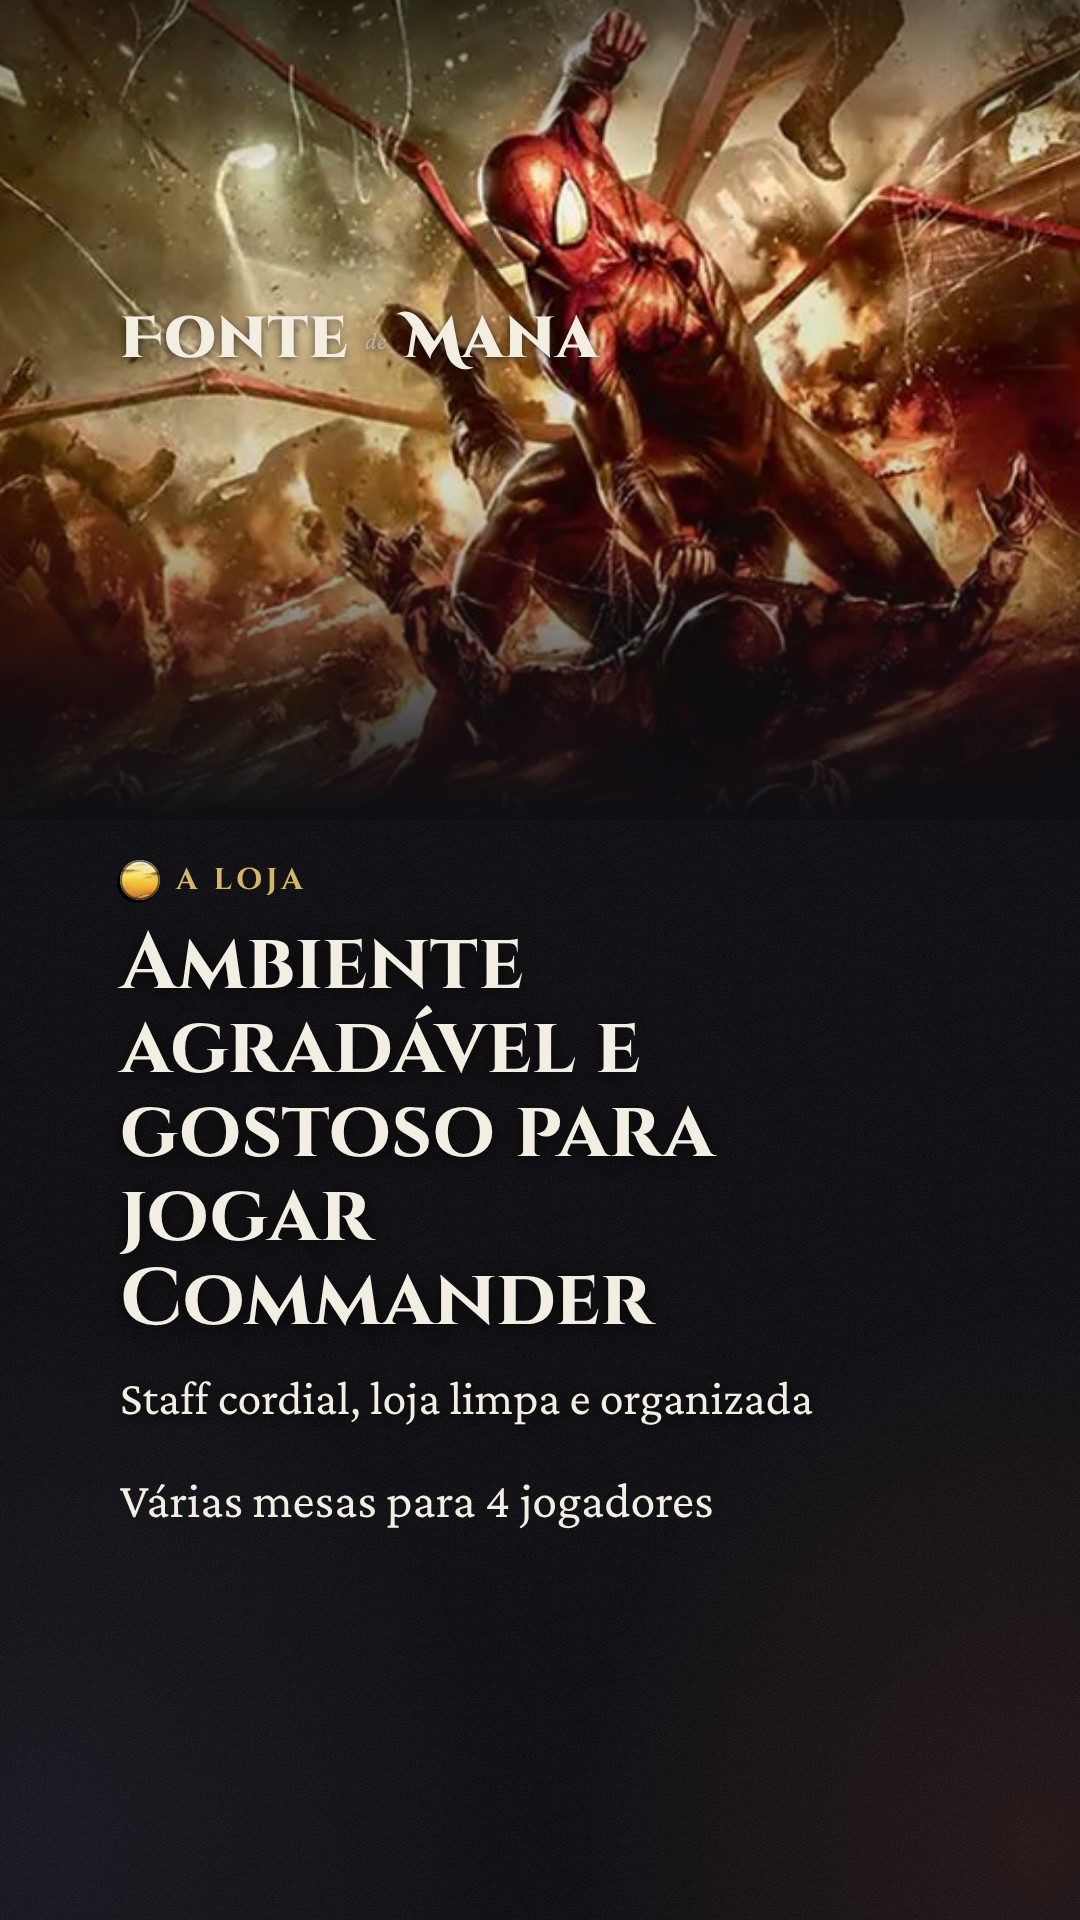 Fonte de Mana
A LOJA
Ambiente
agradável e
gostoso para
jogar
Commander
Staff cordial, loja limpa e organizada
Várias mesas para 4 jogadores